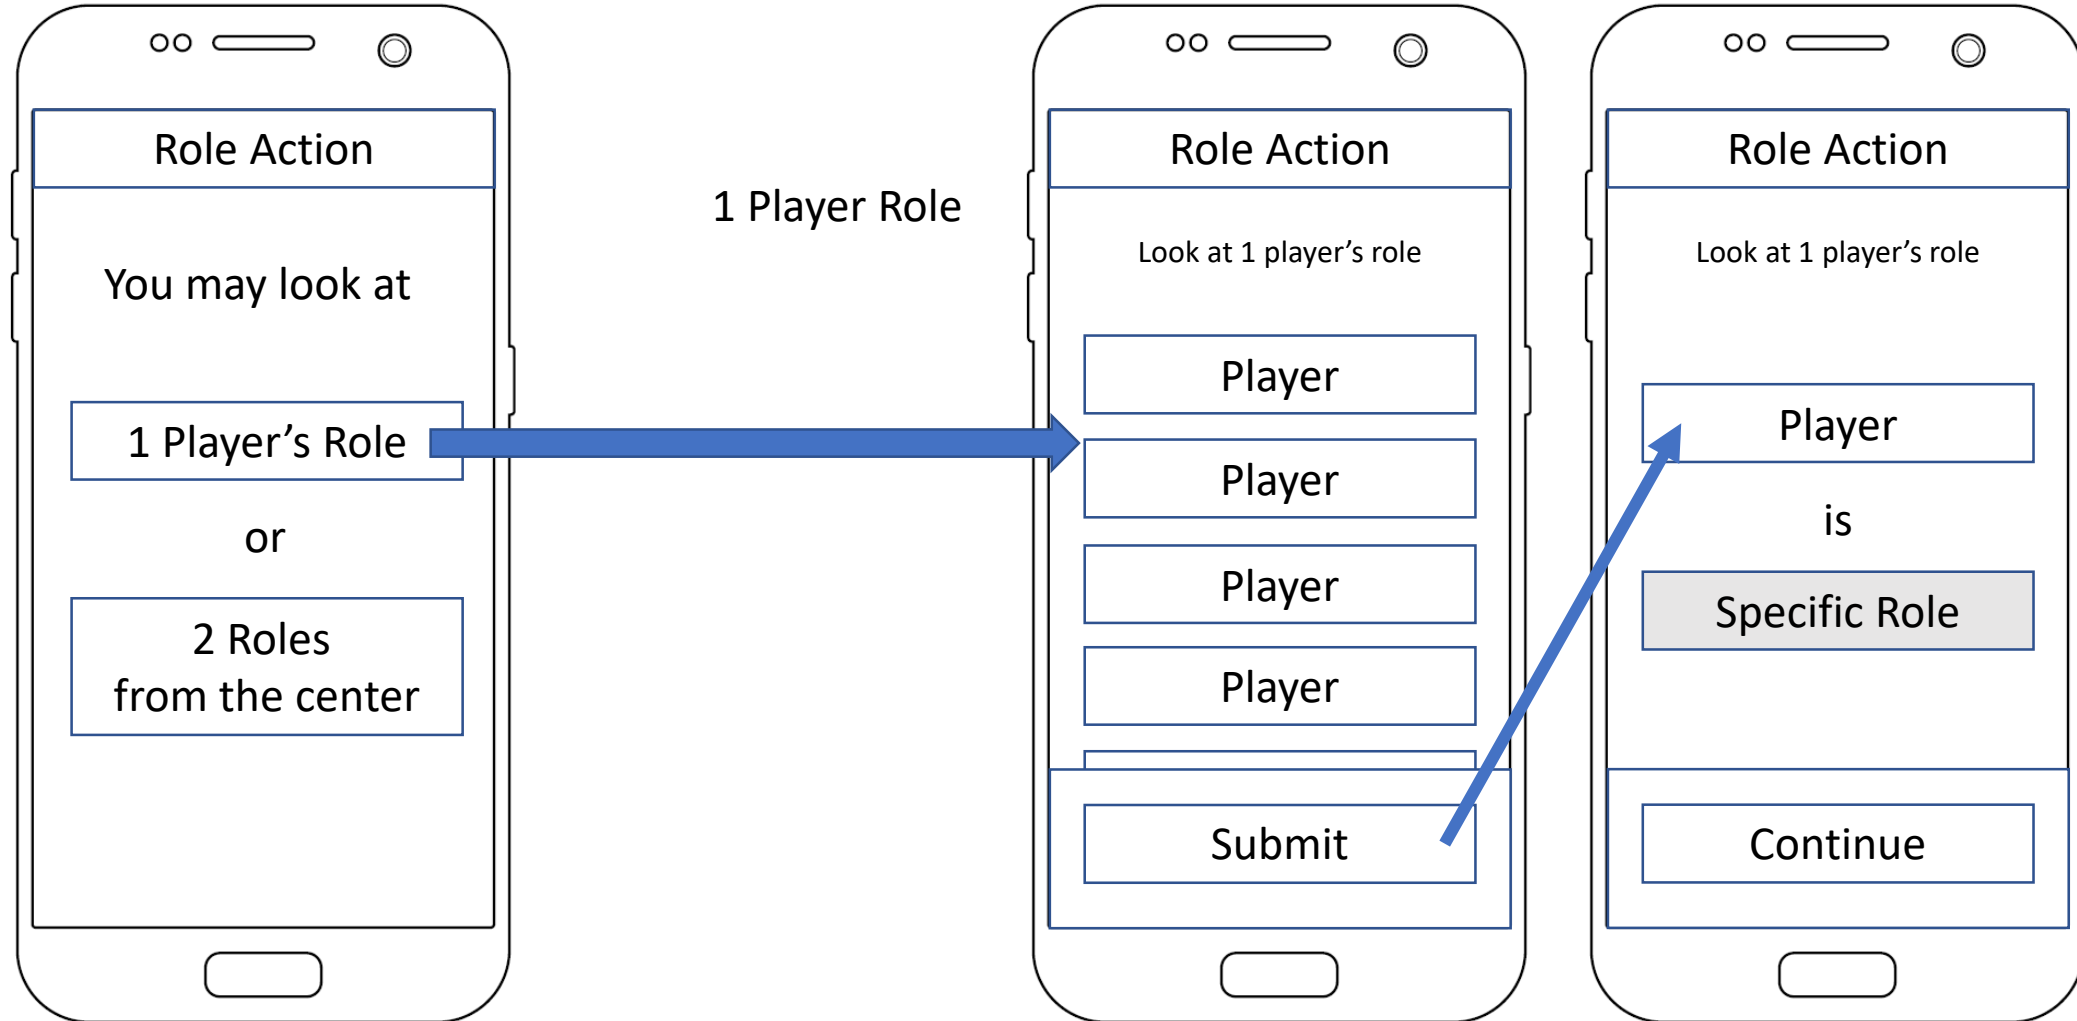 Role Action
You may look at
1 Player’s Role
or
2 Roles
from the center
1 Player Role
Role Action
Look at 1 player’s role
Player
Player
Player
Player
Submit
Role Action
Look at 1 player’s role
Player
is
Specific Role
Continue